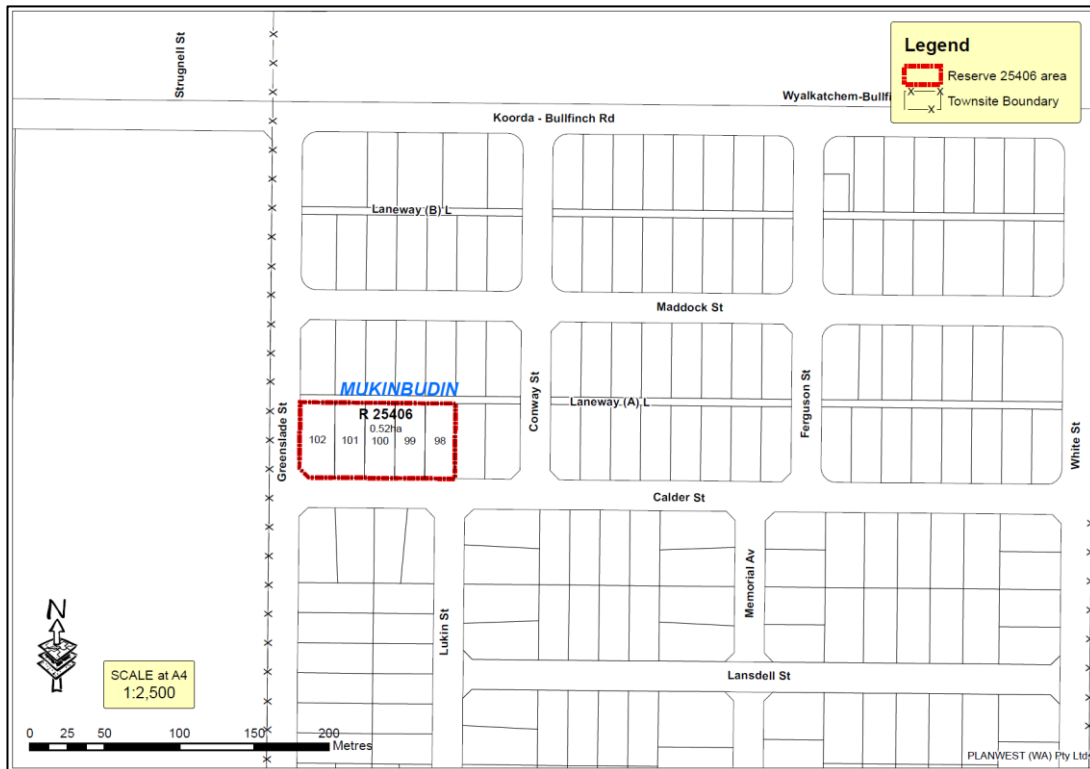 Strugnell St
Legend
Reserve 25406 area
Townsite Boundary
Wyalkatchem-Bullfi
Koorda - Bullfinch Rd
Laneway (B) L
Maddock St
MUKINBUDIN
R 25406
0.52ha
102 101 100 99 98
Greenslade St
Conway St
Laneway (A) L
Ferguson St
White St
Calder St
Lukin St
Memorial Av
Lansdell St
N
SCALE at A4
1:2,500
0 25 50 100 150 200
Metres
PLANWEST (WA) Pty Ltd